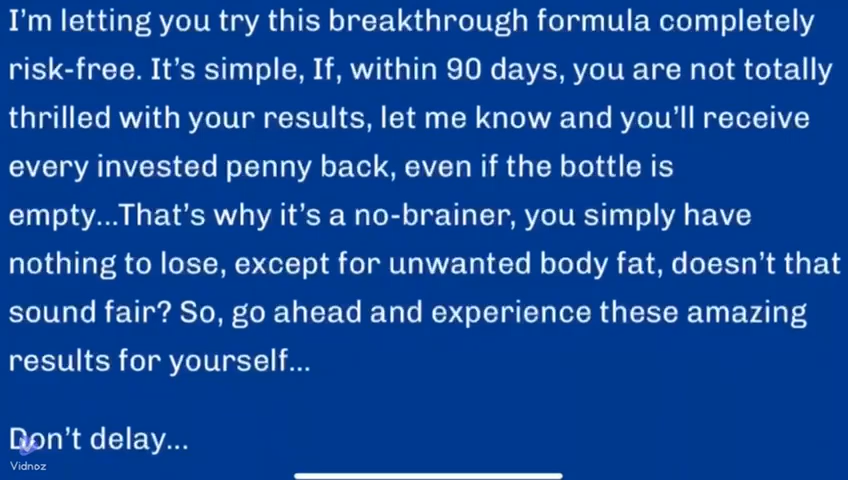 I'm letting you try this breakthrough formula completely
risk-free. It's simple, If, within 90 days, you are not totally
thrilled with your results, let me know and you'll receive
every invested penny back, even if the bottle is
empty...That's why it's a no-brainer, you simply have
nothing to lose, except for unwanted body fat, doesn't that
sound fair? So, go ahead and experience these amazing
results for yourself...
Don't delay...
Vidnoz